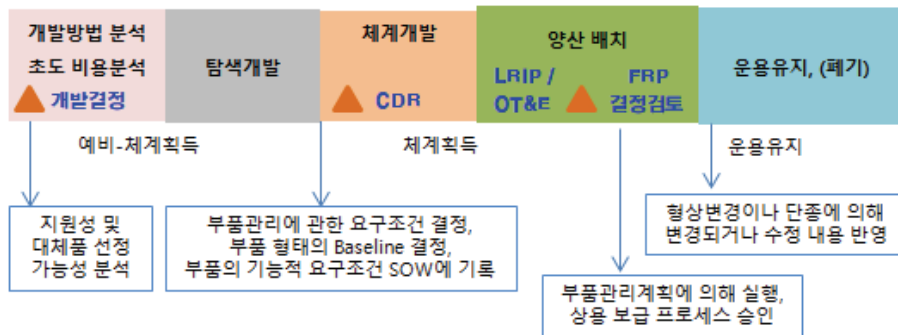 개발방법 분석
초도 비용분석
개발결정
탐색개발
체계개발
CDR
양산 배치
LRIP /
OT&E
FRP
결정검토
운용유지, (폐기)
예비-체계획득
체계획득
운용유지
지원성 및
대체품 선정
가능성 분석
부품관리에 관한 요구조건 결정,
부품 형태의 Baseline 결정,
부품의 기능적 요구조건 SOW에 기록
부품관리계획에 의해 실행,
상용 보급 프로세스 승인
형상변경이나 단종에 의해
변경되거나 수정 내용 반영